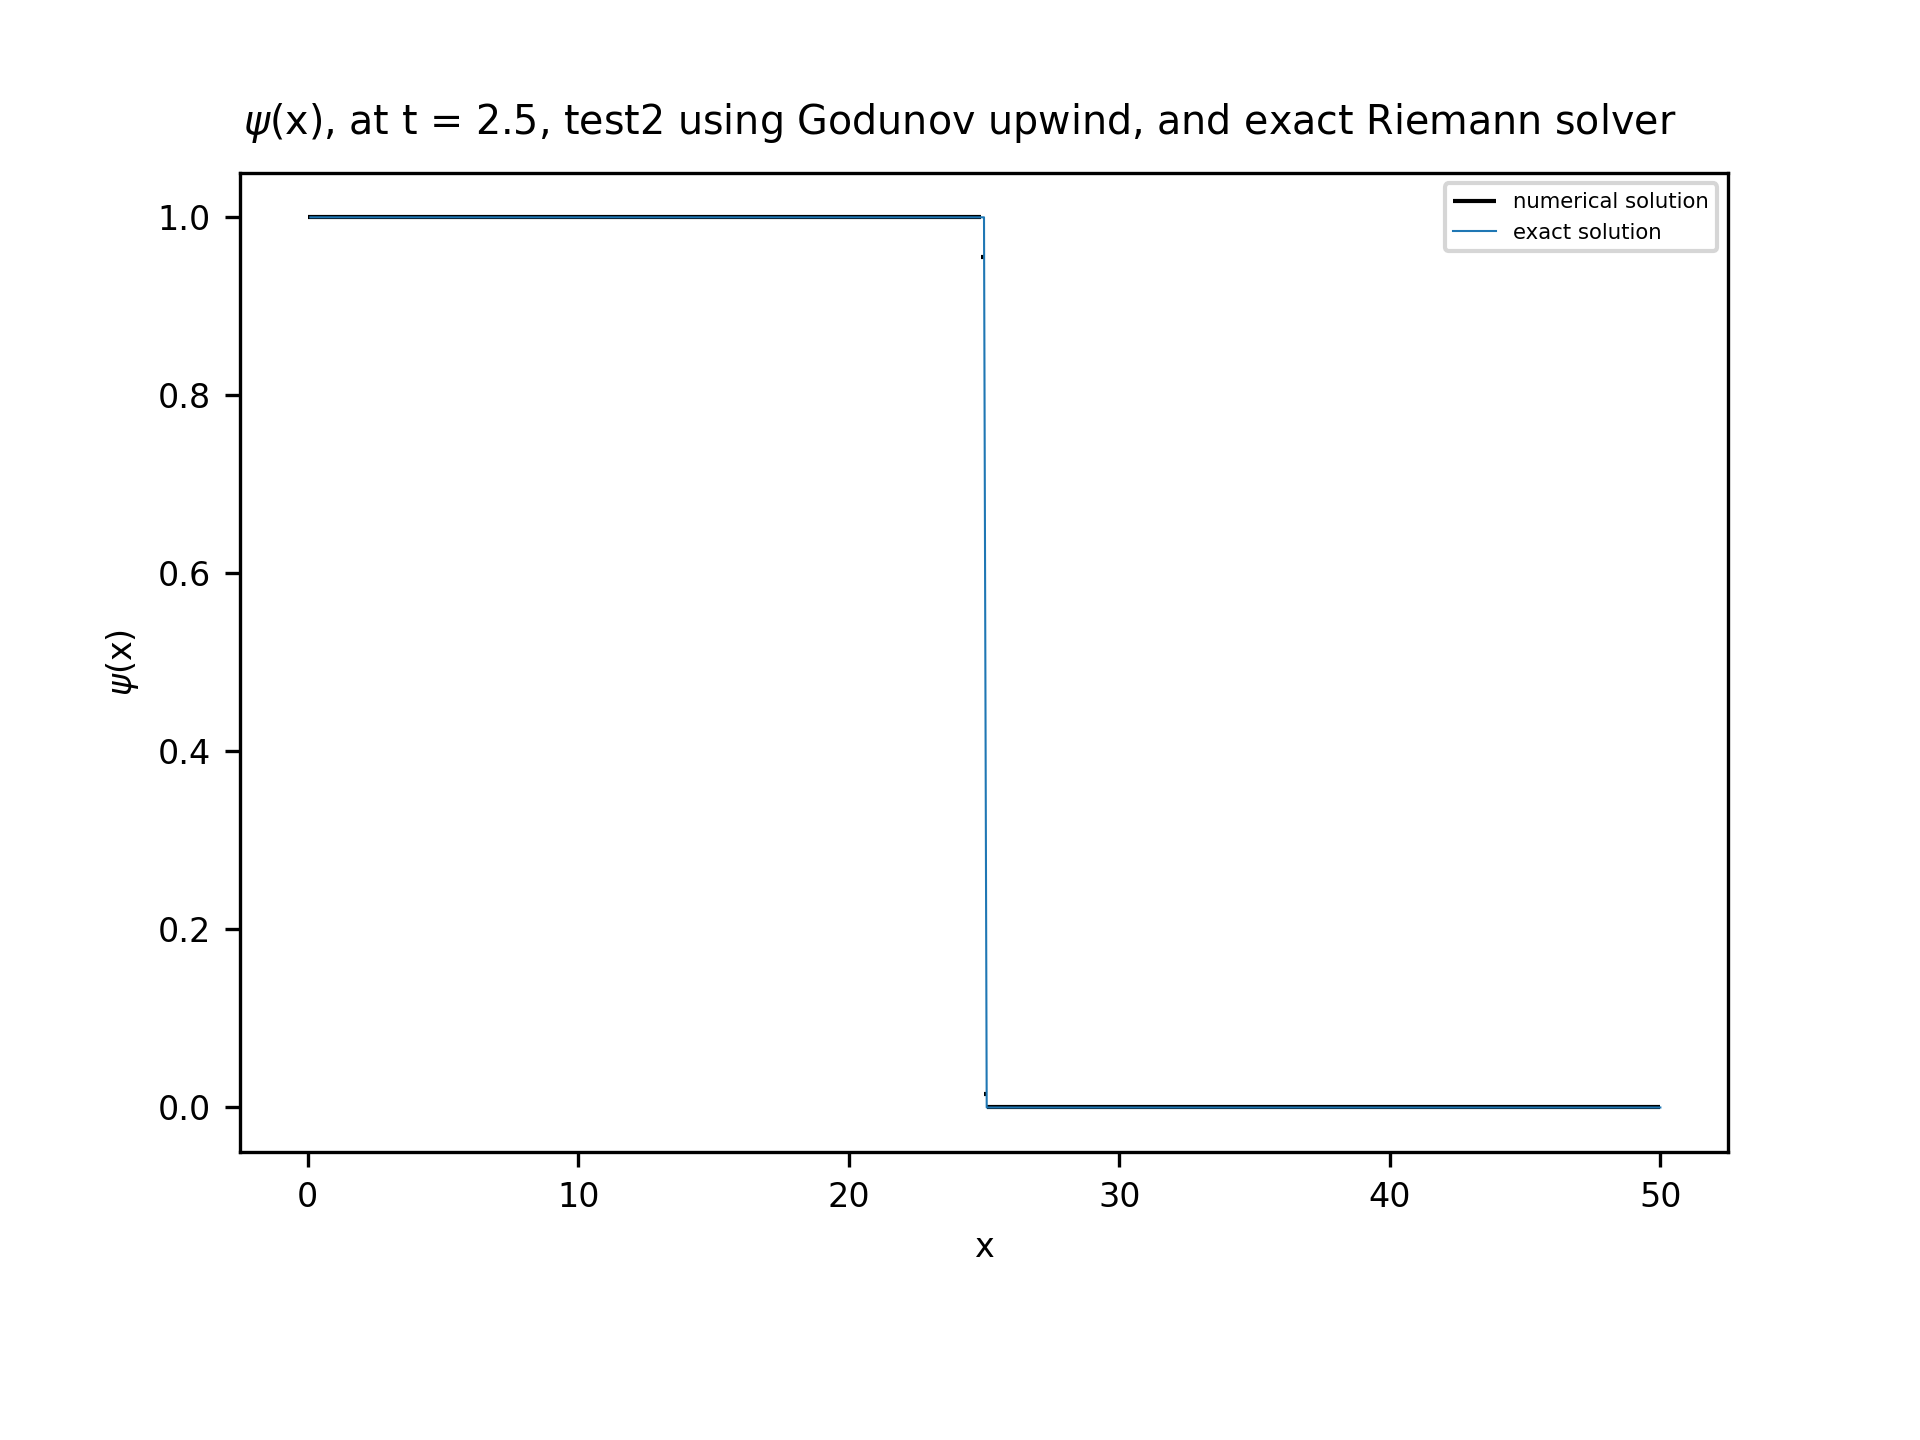 ψ(x), at t = 2.5, test2 using Godunov upwind, and exact Riemann solver
numerical solution
exact solution
1.0
0.8
0.6
0.4
0.2
0.0
ψ(x)
0 10 20 30 40 50
x